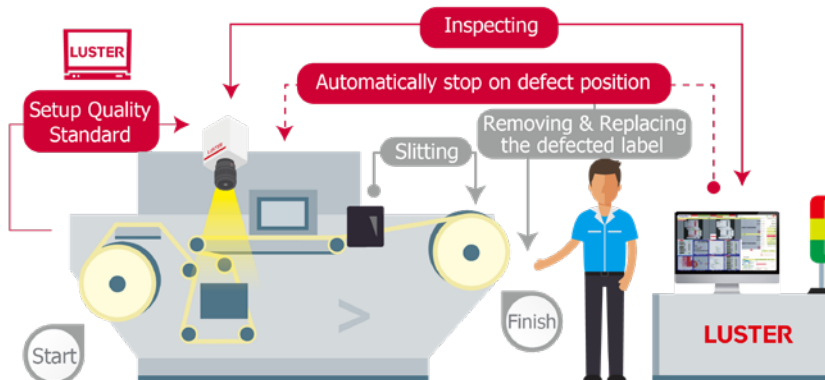 Inspecting
LUSTER
Automatically stop on defect position
Setup Quality
Standard
Removing & Replacing
the defected label
Slitting
LUSTER
Start
Finish
LUSTER